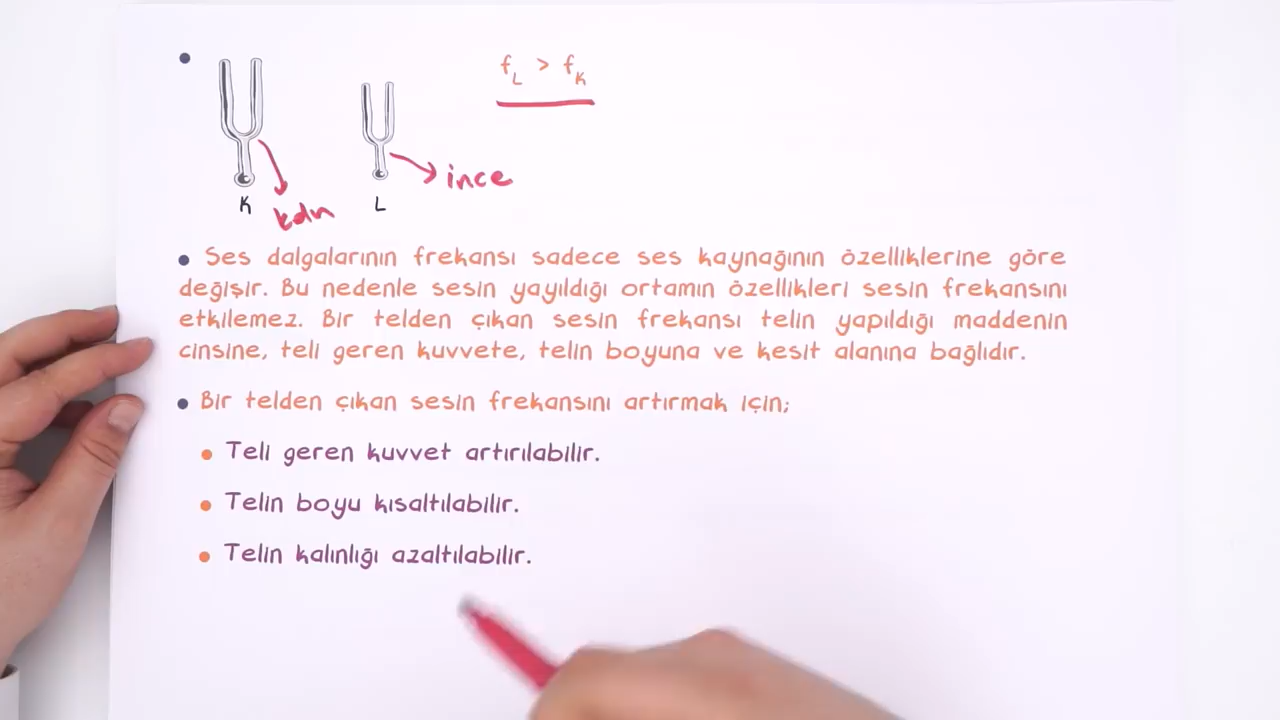 f_L > f_K
ince
kalın
K
L
Ses dalgalarının frekansı sadece ses kaynağının özelliklerine göre
değişir. Bu nedenle sesin yayıldığı ortamın özellikleri sesin frekansını
etkilemez. Bir telden çıkan sesin frekansı telin yapıldığı maddenin
cinsine, teli geren kuvvete, telin boyuna ve kesit alanına bağlıdır.
Bir telden çıkan sesin frekansını artırmak için;
Teli geren kuvvet artırılabilir.
Telin boyu kısaltılabilir.
Telin kalınlığı azaltılabilir.